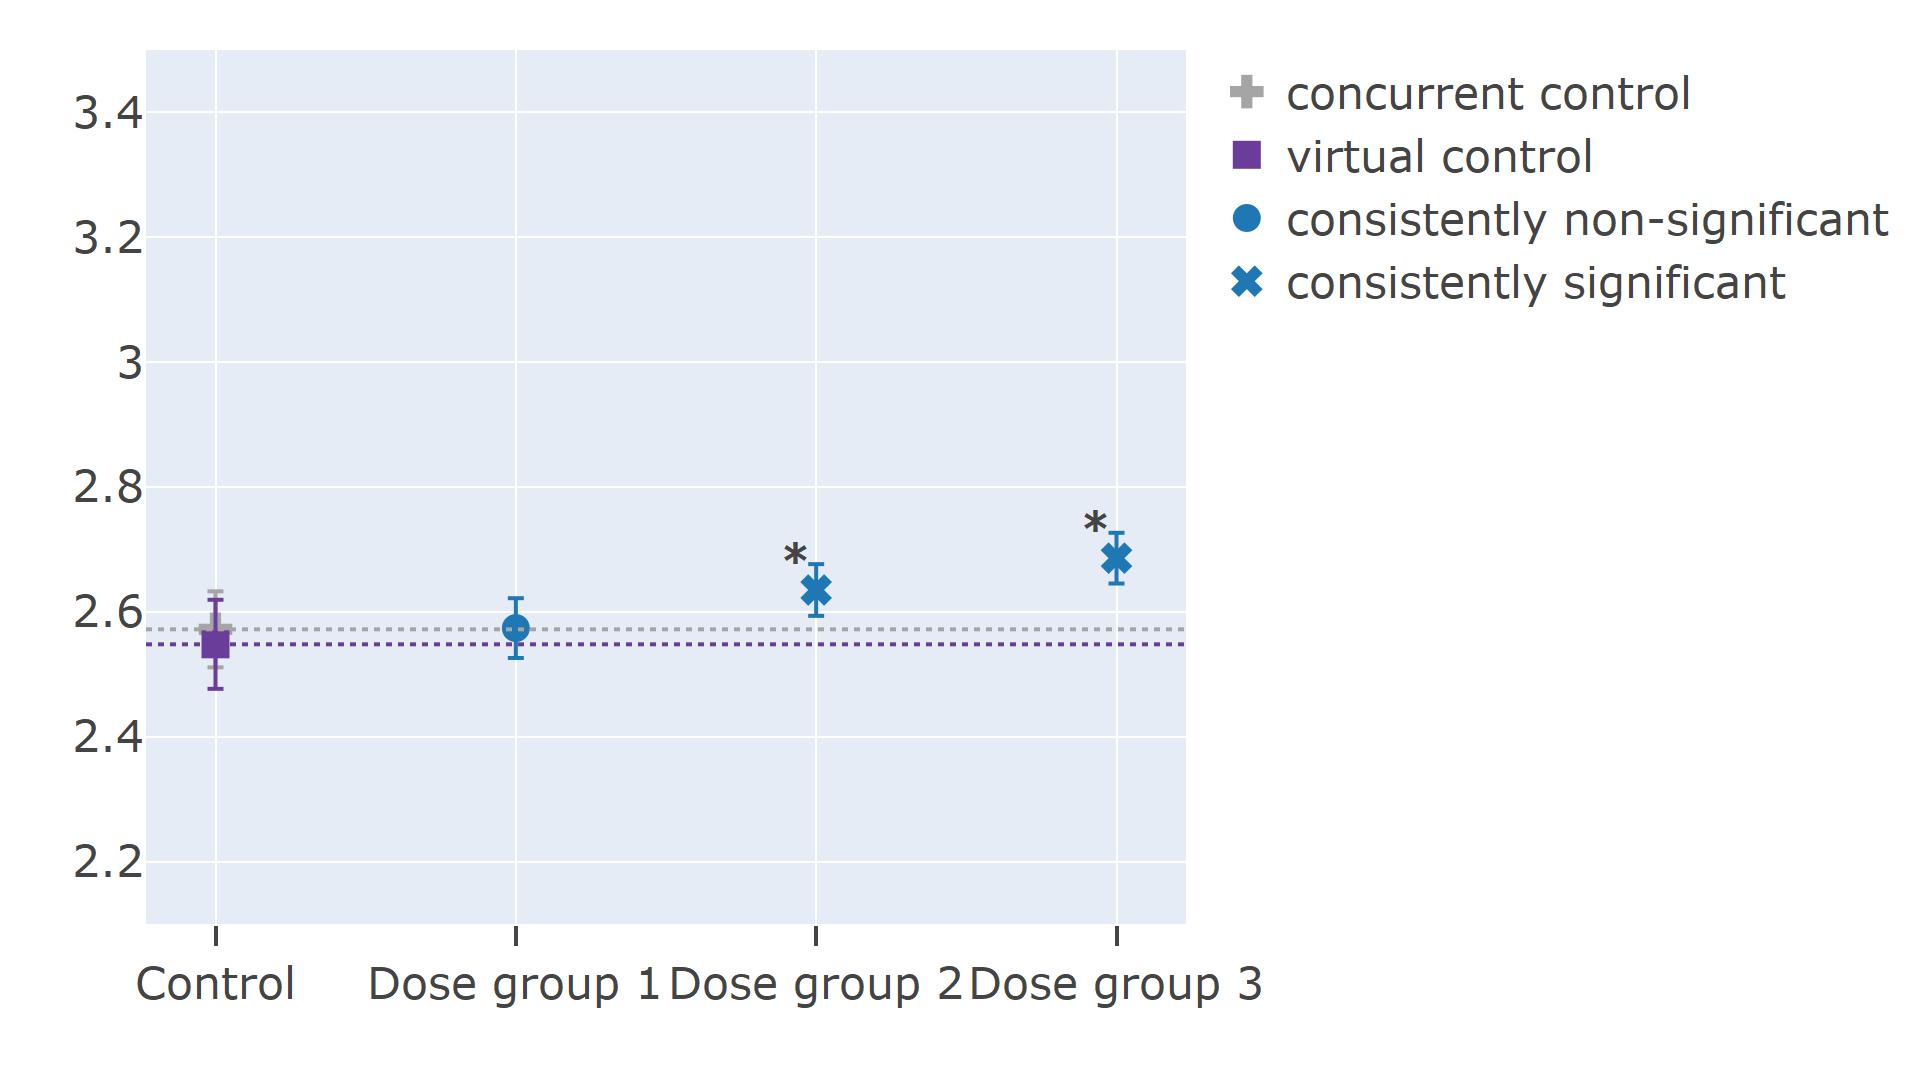 3.4
3.2
3
2.8
2.6
2.4
2.2
*
*
Control
Dose group 1
Dose group 2
Dose group 3
concurrent control
virtual control
consistently non-significant
consistently significant